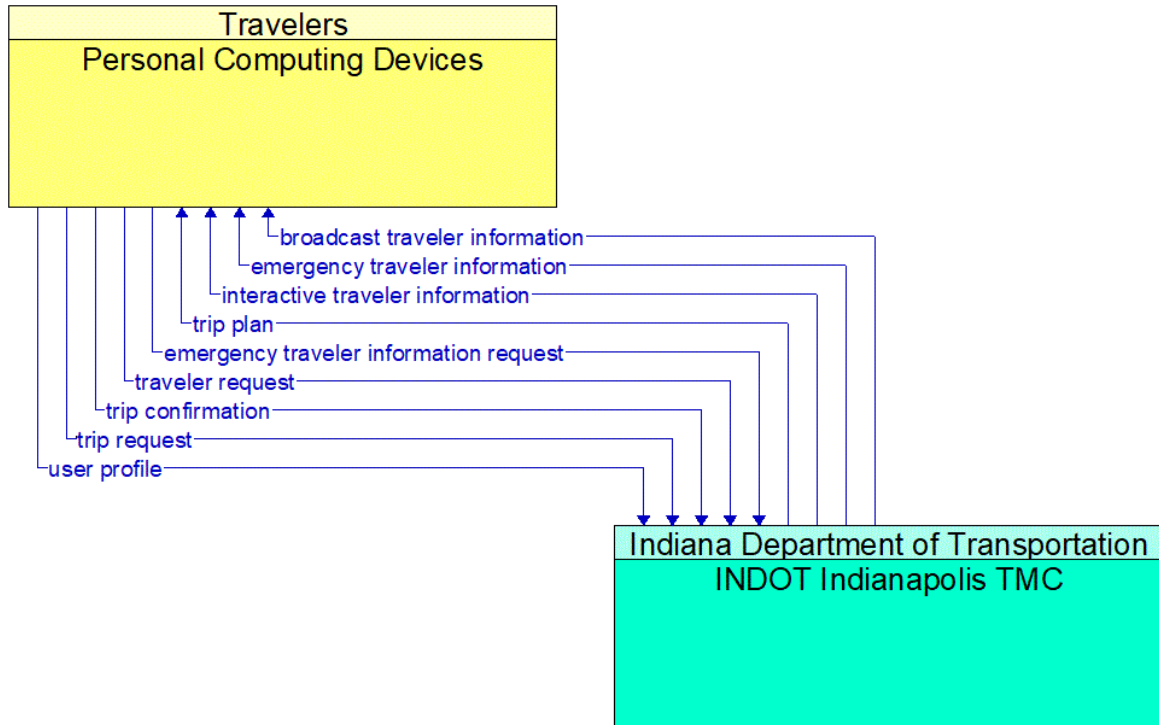 Travelers
Personal Computing Devices
broadcast traveler information
emergency traveler information
interactive traveler information
trip plan
emergency traveler information request
traveler request
trip confirmation
trip request
user profile
Indiana Department of Transportation
INDOT Indianapolis TMC